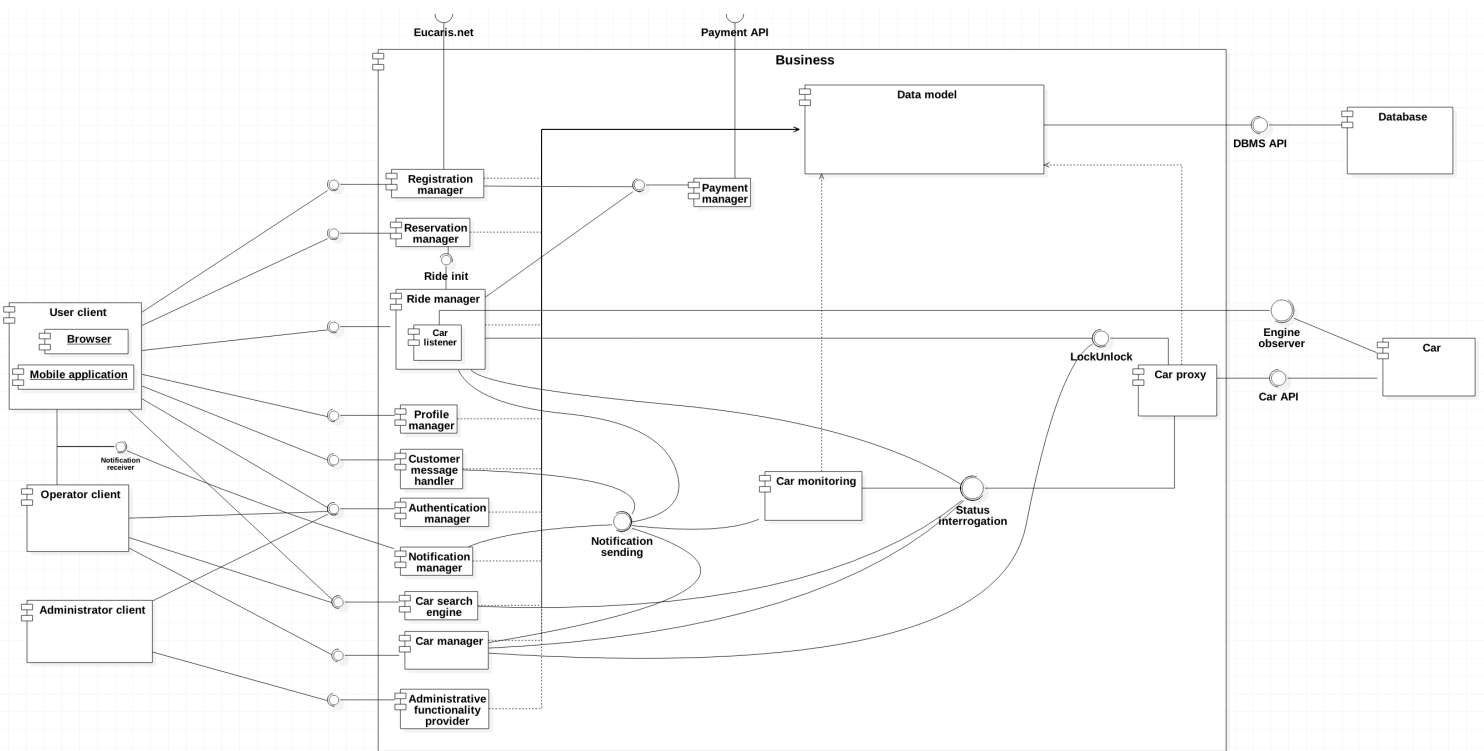 Eucaris.net
Payment API
Business
Data model
Database
DBMS API
Registration
manager
Payment
manager
Reservation
manager
Ride init
Ride manager
Car
listener
User client
Browser
Mobile application
Engine
observer
LockUnlock
Car
Car proxy
Car API
Profile
manager
Notification
receiver
Customer
message
handler
Car monitoring
Operator client
Authentication
manager
Status
interrogation
Notification
sending
Notification
manager
Car search
engine
Administrator client
Car manager
Administrative
functionality
provider